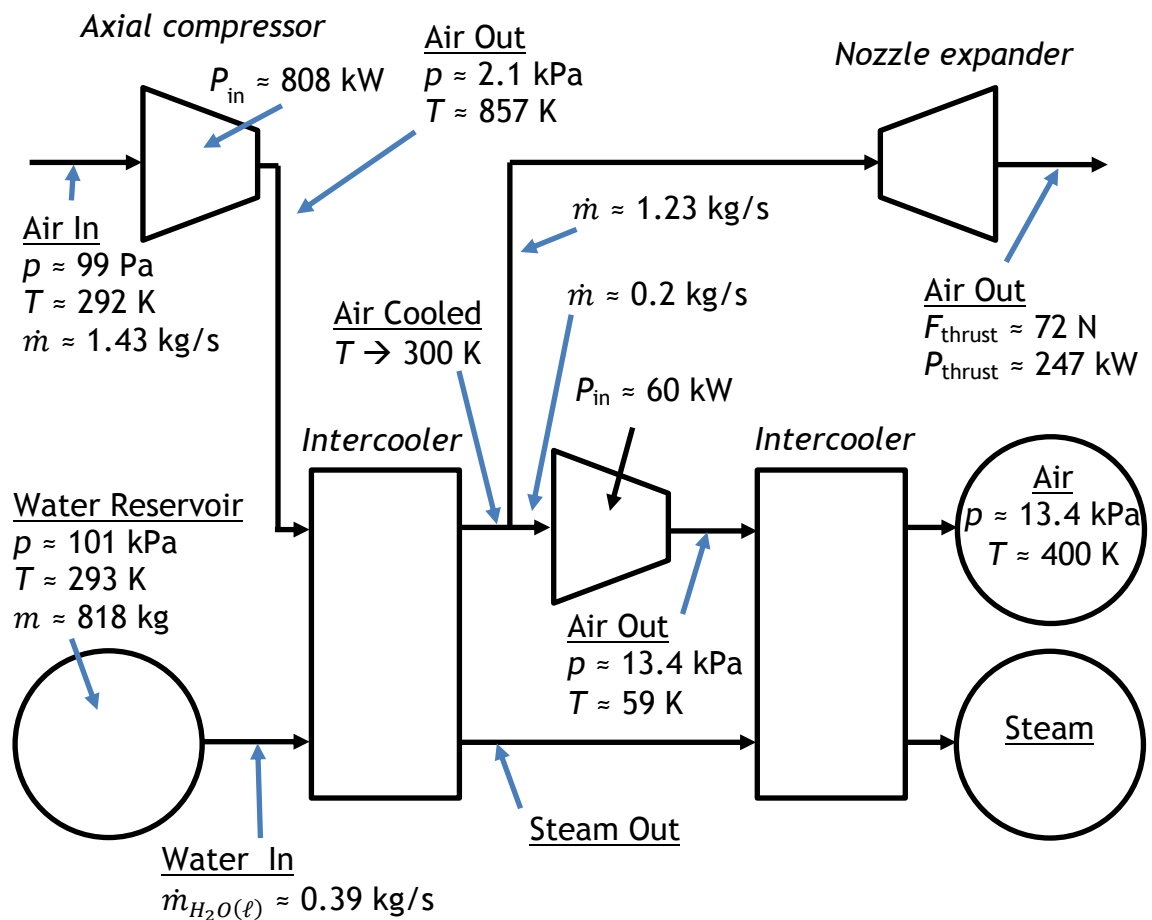 Axial compressor
P_in ≈ 808 kW
Air Out
p ≈ 2.1 kPa
T ≈ 857 K
Nozzle expander
Air In
p ≈ 99 Pa
T ≈ 292 K
ṁ ≈ 1.43 kg/s
ṁ ≈ 1.23 kg/s
ṁ ≈ 0.2 kg/s
Air Cooled
T → 300 K
Air Out
F_thrust ≈ 72 N
P_thrust ≈ 247 kW
P_in ≈ 60 kW
Intercooler
Intercooler
Water Reservoir
p ≈ 101 kPa
T ≈ 293 K
m ≈ 818 kg
Air
p ≈ 13.4 kPa
T ≈ 400 K
Air Out
p ≈ 13.4 kPa
T ≈ 59 K
Steam
Steam Out
Water In
ṁ_H₂O(ℓ) ≈ 0.39 kg/s